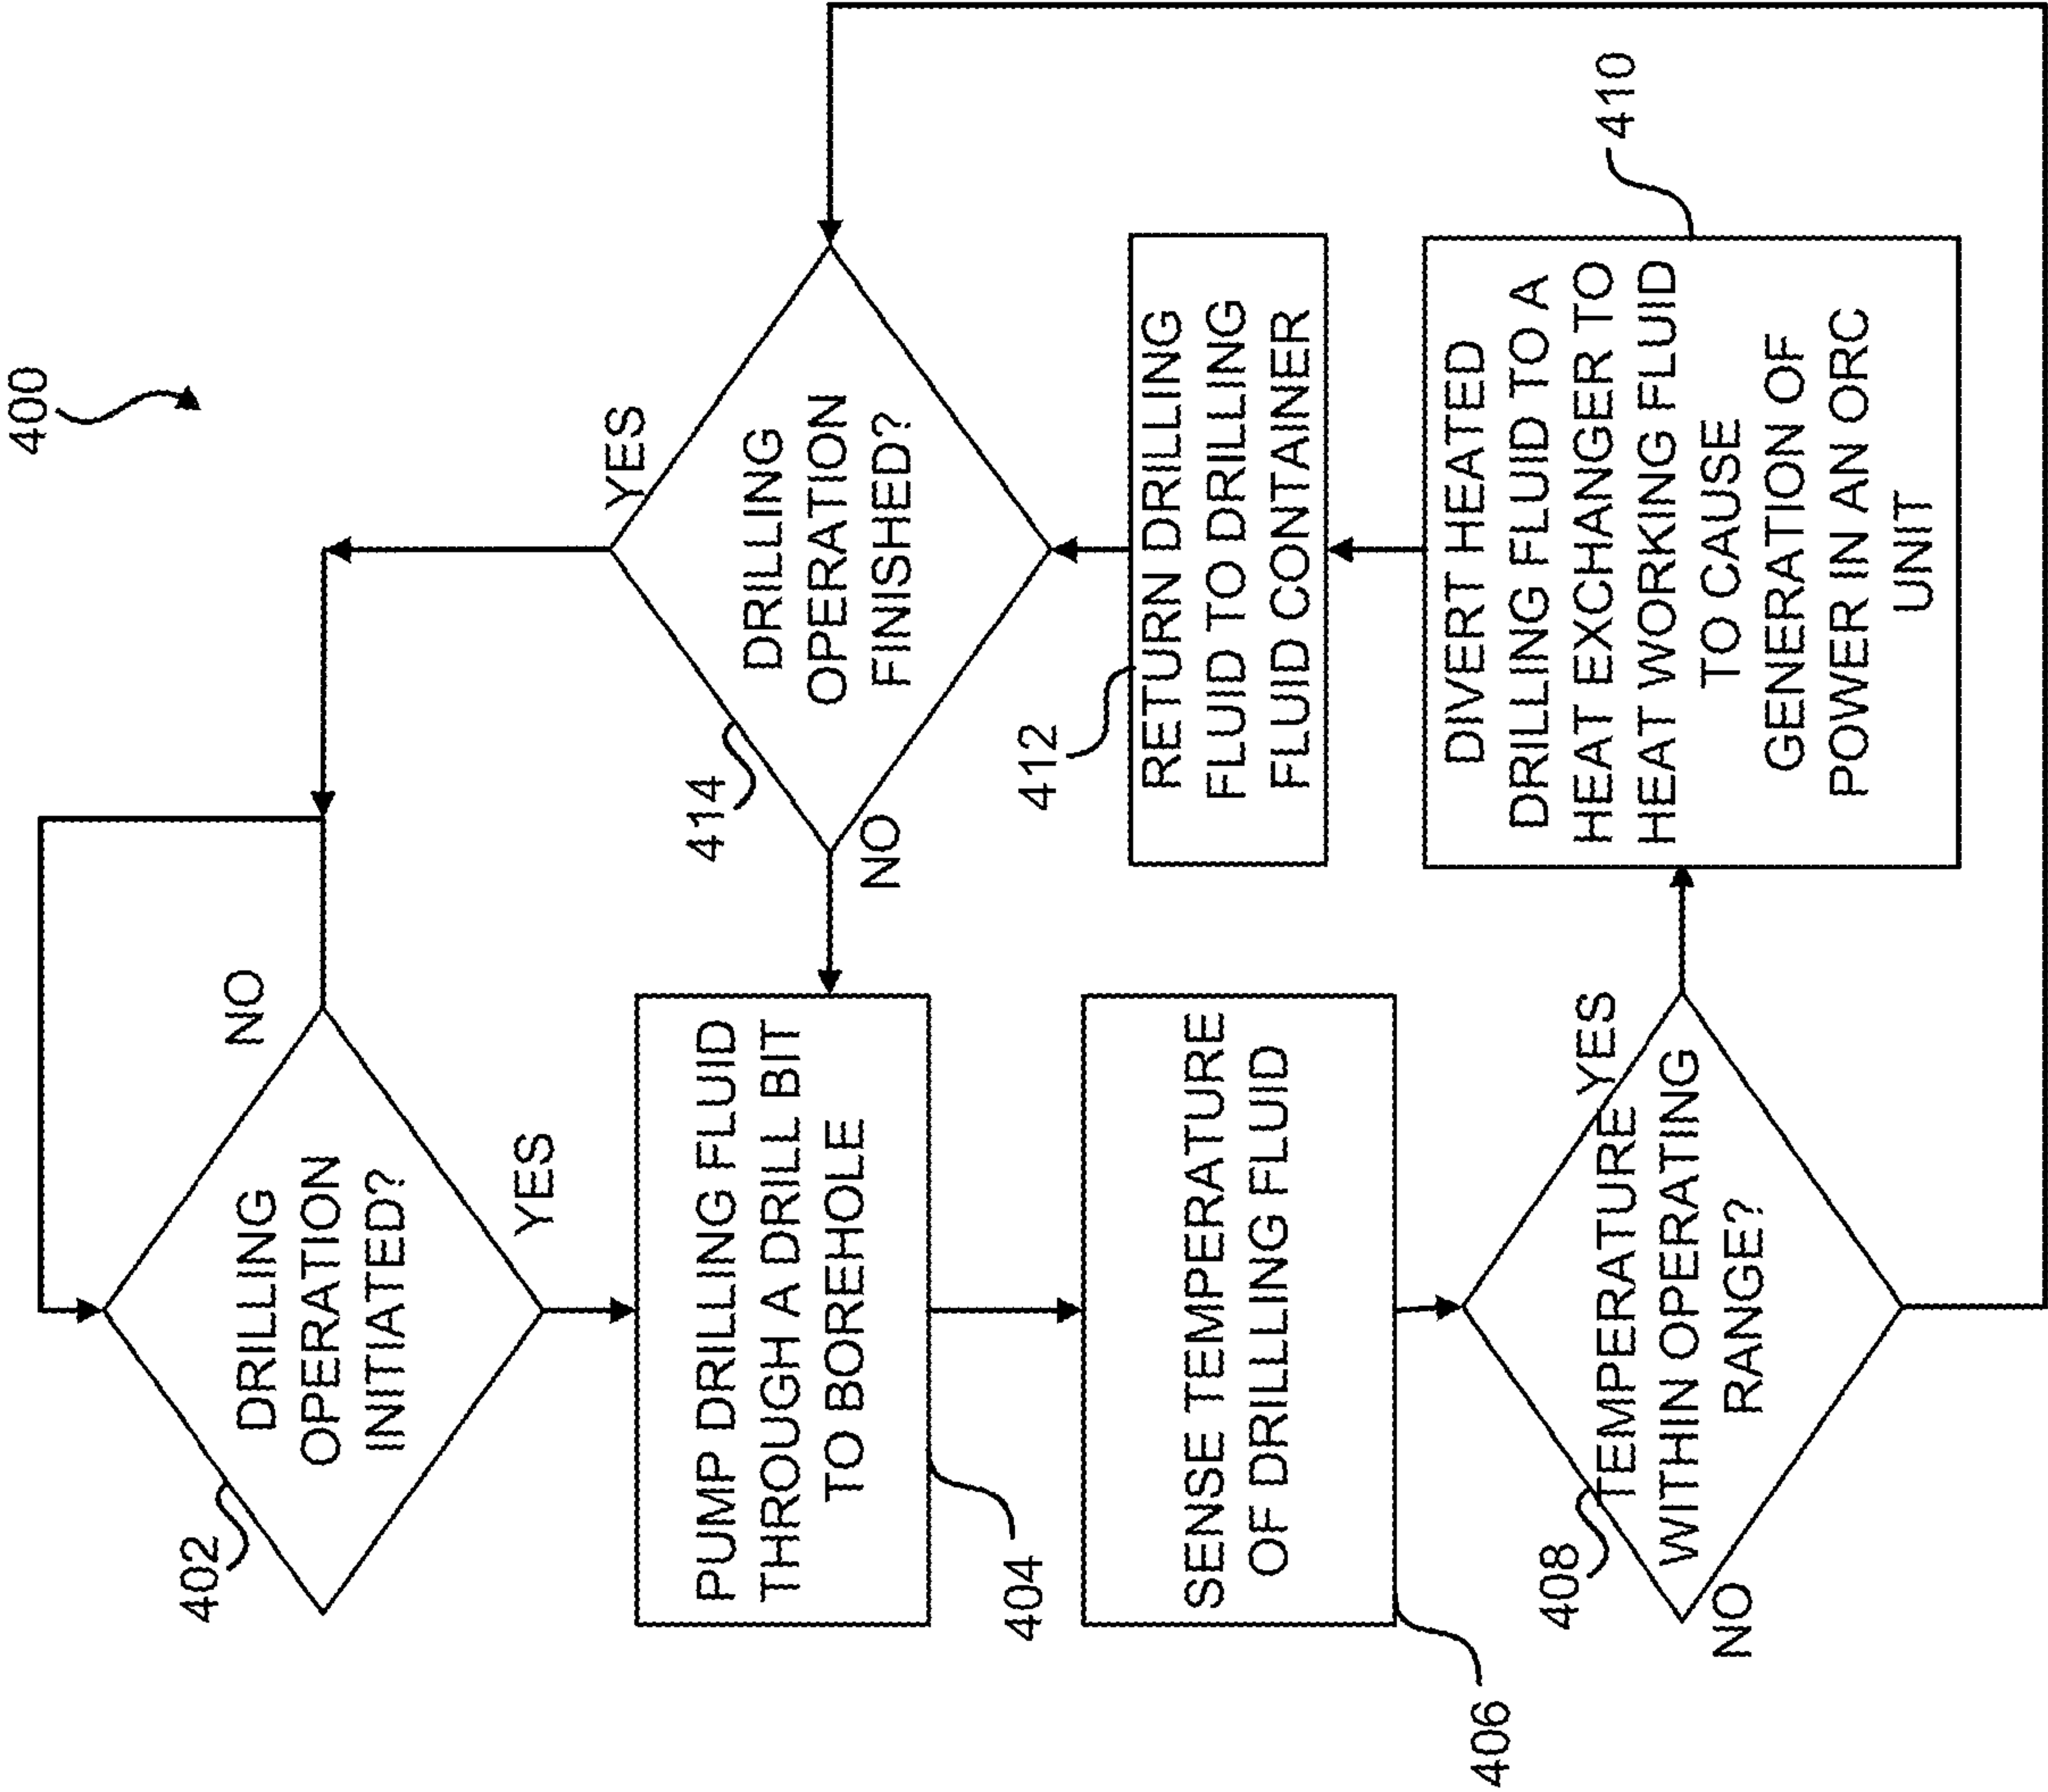 400
402
DRILLING
OPERATION
INITIATED?
NO
YES
PUMP DRILLING FLUID
THROUGH A DRILL BIT
TO BOREHOLE
404
SENSE TEMPERATURE
OF DRILLING FLUID
406
408
TEMPERATURE
WITHIN OPERATING
RANGE?
YES
NO
DIVERT HEATED
DRILLING FLUID TO A
HEAT EXCHANGER TO
HEAT WORKING FLUID
TO CAUSE
GENERATION OF
POWER IN AN ORC
UNIT
410
412
RETURN DRILLING
FLUID TO DRILLING
FLUID CONTAINER
414
DRILLING
OPERATION
FINISHED?
YES
NO